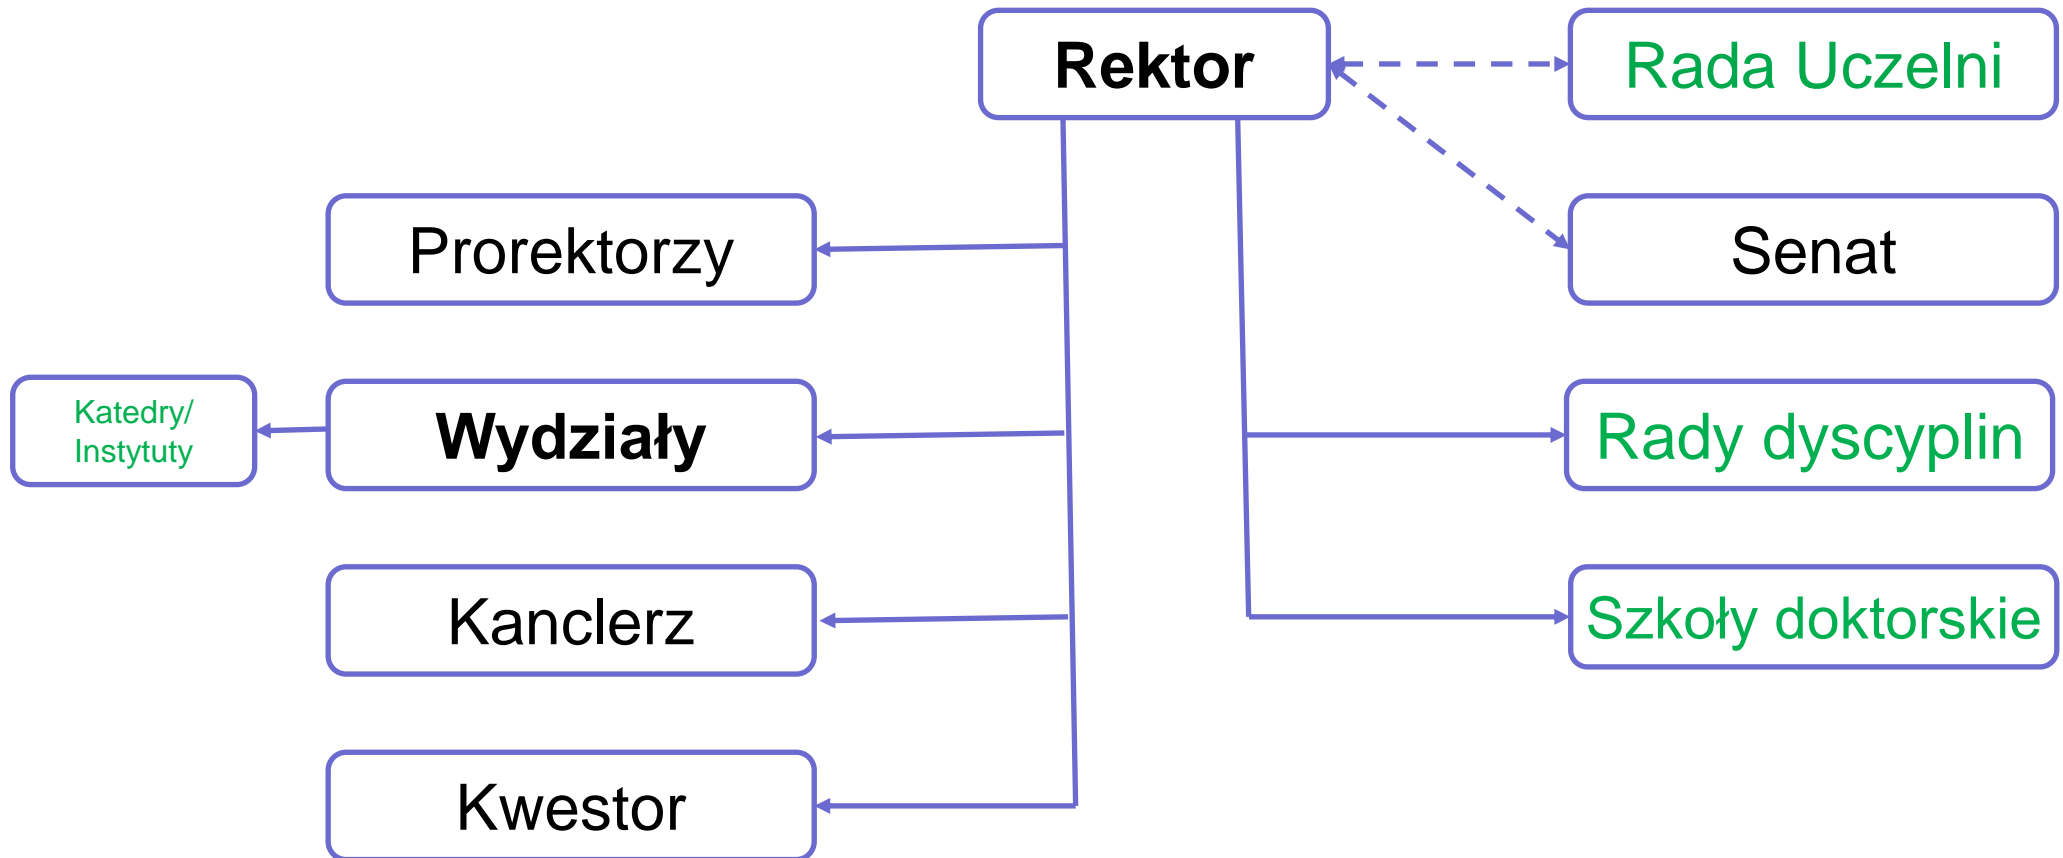 Rektor
Rada Uczelni
Prorektorzy
Senat
Katedry/
Instytuty
Wydziały
Rady dyscyplin
Kanclerz
Szkoły doktorskie
Kwestor